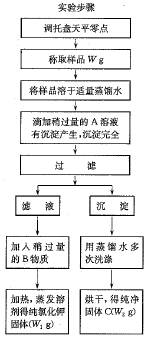 实验步骤
调托盘天平零点
称取样品 W g
将样品溶于适量蒸馏水
滴加稍过量的 A 溶液
有沉淀产生，沉淀完全
过 滤
滤 液
沉 淀
加入稍过量
的 B 物质
用蒸馏水多
次洗涤
加热，蒸发溶
剂得纯氯化钾
固体(W₁ g)
烘干，得纯净
固体 C(W₂ g)